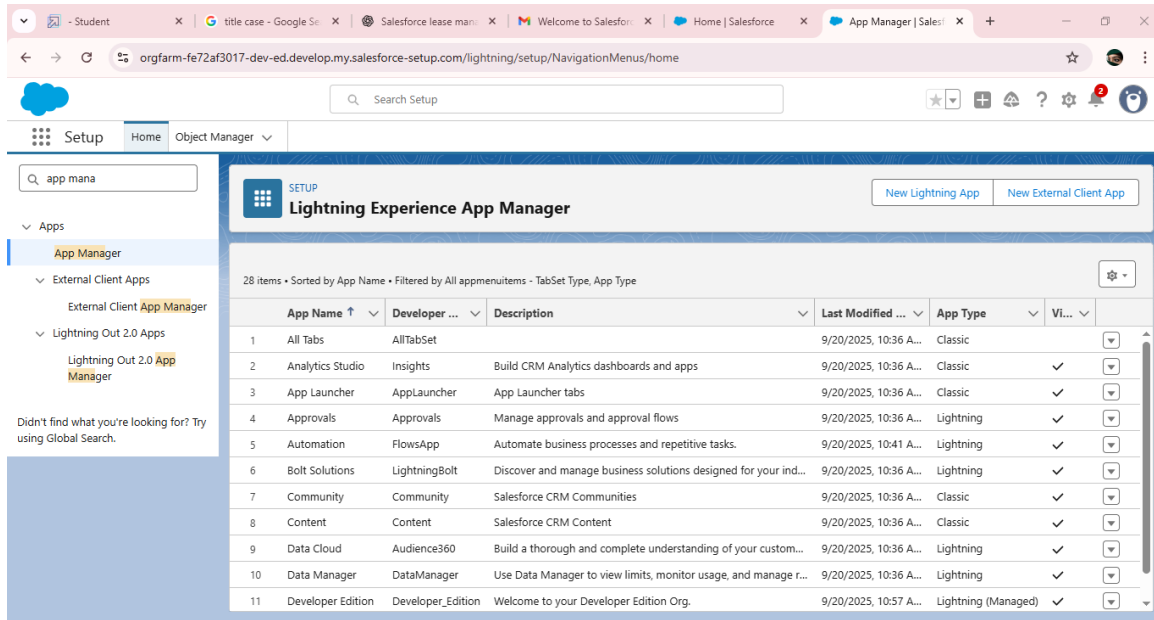 - Student
title case - Google Se
Salesforce lease mana
Welcome to Salesforc
Home | Salesforce
App Manager | Salesf
orgfarm-fe72af3017-dev-ed.develop.my.salesforce-setup.com/lightning/setup/NavigationMenus/home
Search Setup
2
Setup Home Object Manager
app mana
Apps
App Manager
External Client Apps
External Client App Manager
Lightning Out 2.0 Apps
Lightning Out 2.0 App
Manager
Didn't find what you're looking for? Try
using Global Search.
SETUP
Lightning Experience App Manager
New Lightning App New External Client App
28 items • Sorted by App Name • Filtered by All appmenuitems - TabSet Type, App Type
App Name ↑ Developer ... Description Last Modified ... App Type Vi...
1 All Tabs AllTabSet 9/20/2025, 10:36 A... Classic
2 Analytics Studio Insights Build CRM Analytics dashboards and apps 9/20/2025, 10:36 A... Classic
3 App Launcher AppLauncher App Launcher tabs 9/20/2025, 10:36 A... Classic
4 Approvals Approvals Manage approvals and approval flows 9/20/2025, 10:36 A... Lightning
5 Automation FlowsApp Automate business processes and repetitive tasks. 9/20/2025, 10:41 A... Lightning
6 Bolt Solutions LightningBolt Discover and manage business solutions designed for your ind... 9/20/2025, 10:36 A... Lightning
7 Community Community Salesforce CRM Communities 9/20/2025, 10:36 A... Classic
8 Content Content Salesforce CRM Content 9/20/2025, 10:36 A... Classic
9 Data Cloud Audience360 Build a thorough and complete understanding of your custom... 9/20/2025, 10:36 A... Lightning
10 Data Manager DataManager Use Data Manager to view limits, monitor usage, and manage r... 9/20/2025, 10:36 A... Lightning
11 Developer Edition Developer_Edition Welcome to your Developer Edition Org. 9/20/2025, 10:57 A... Lightning (Managed)